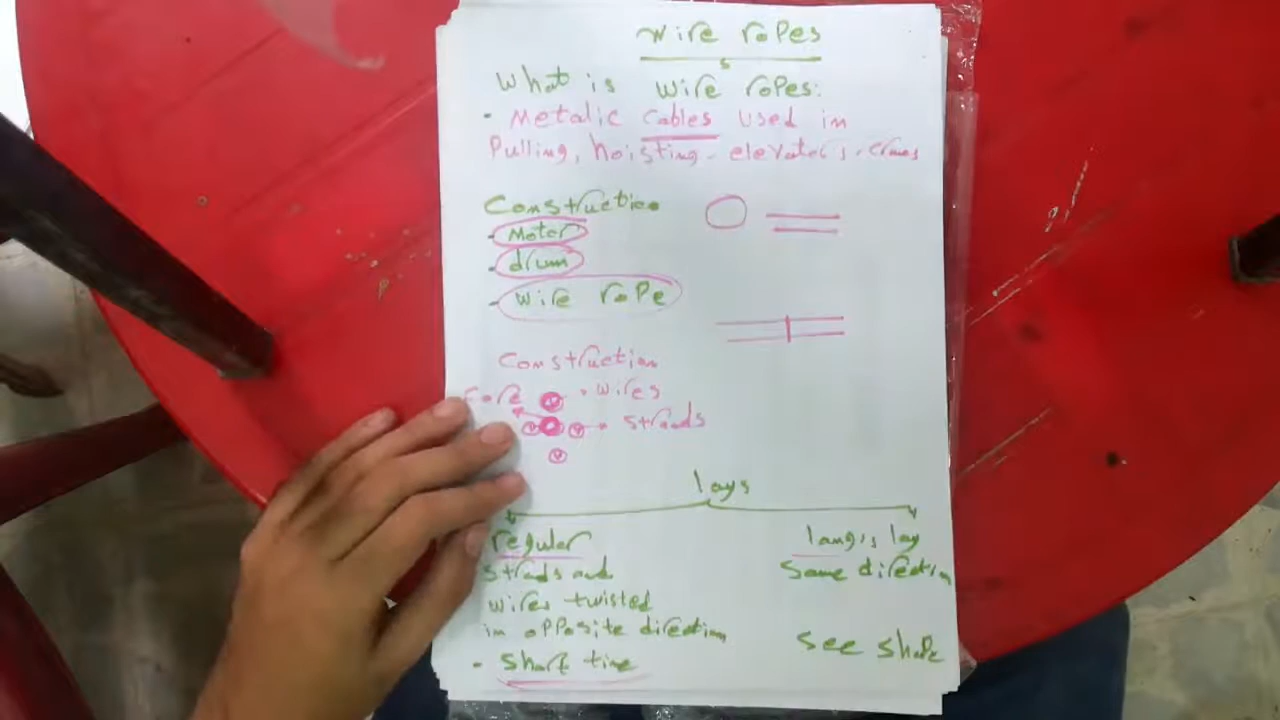 Wire ropes
What is wire ropes:
- Metalic cables used in
Pulling, hoisting - elevators, cranes
Construction
- Motor
- drum
- wire rope
Construction
Core wires
strands
lays
regular
strads and
wires twisted
in opposite direction
- short time
lang,s lay
Same direction
see shape